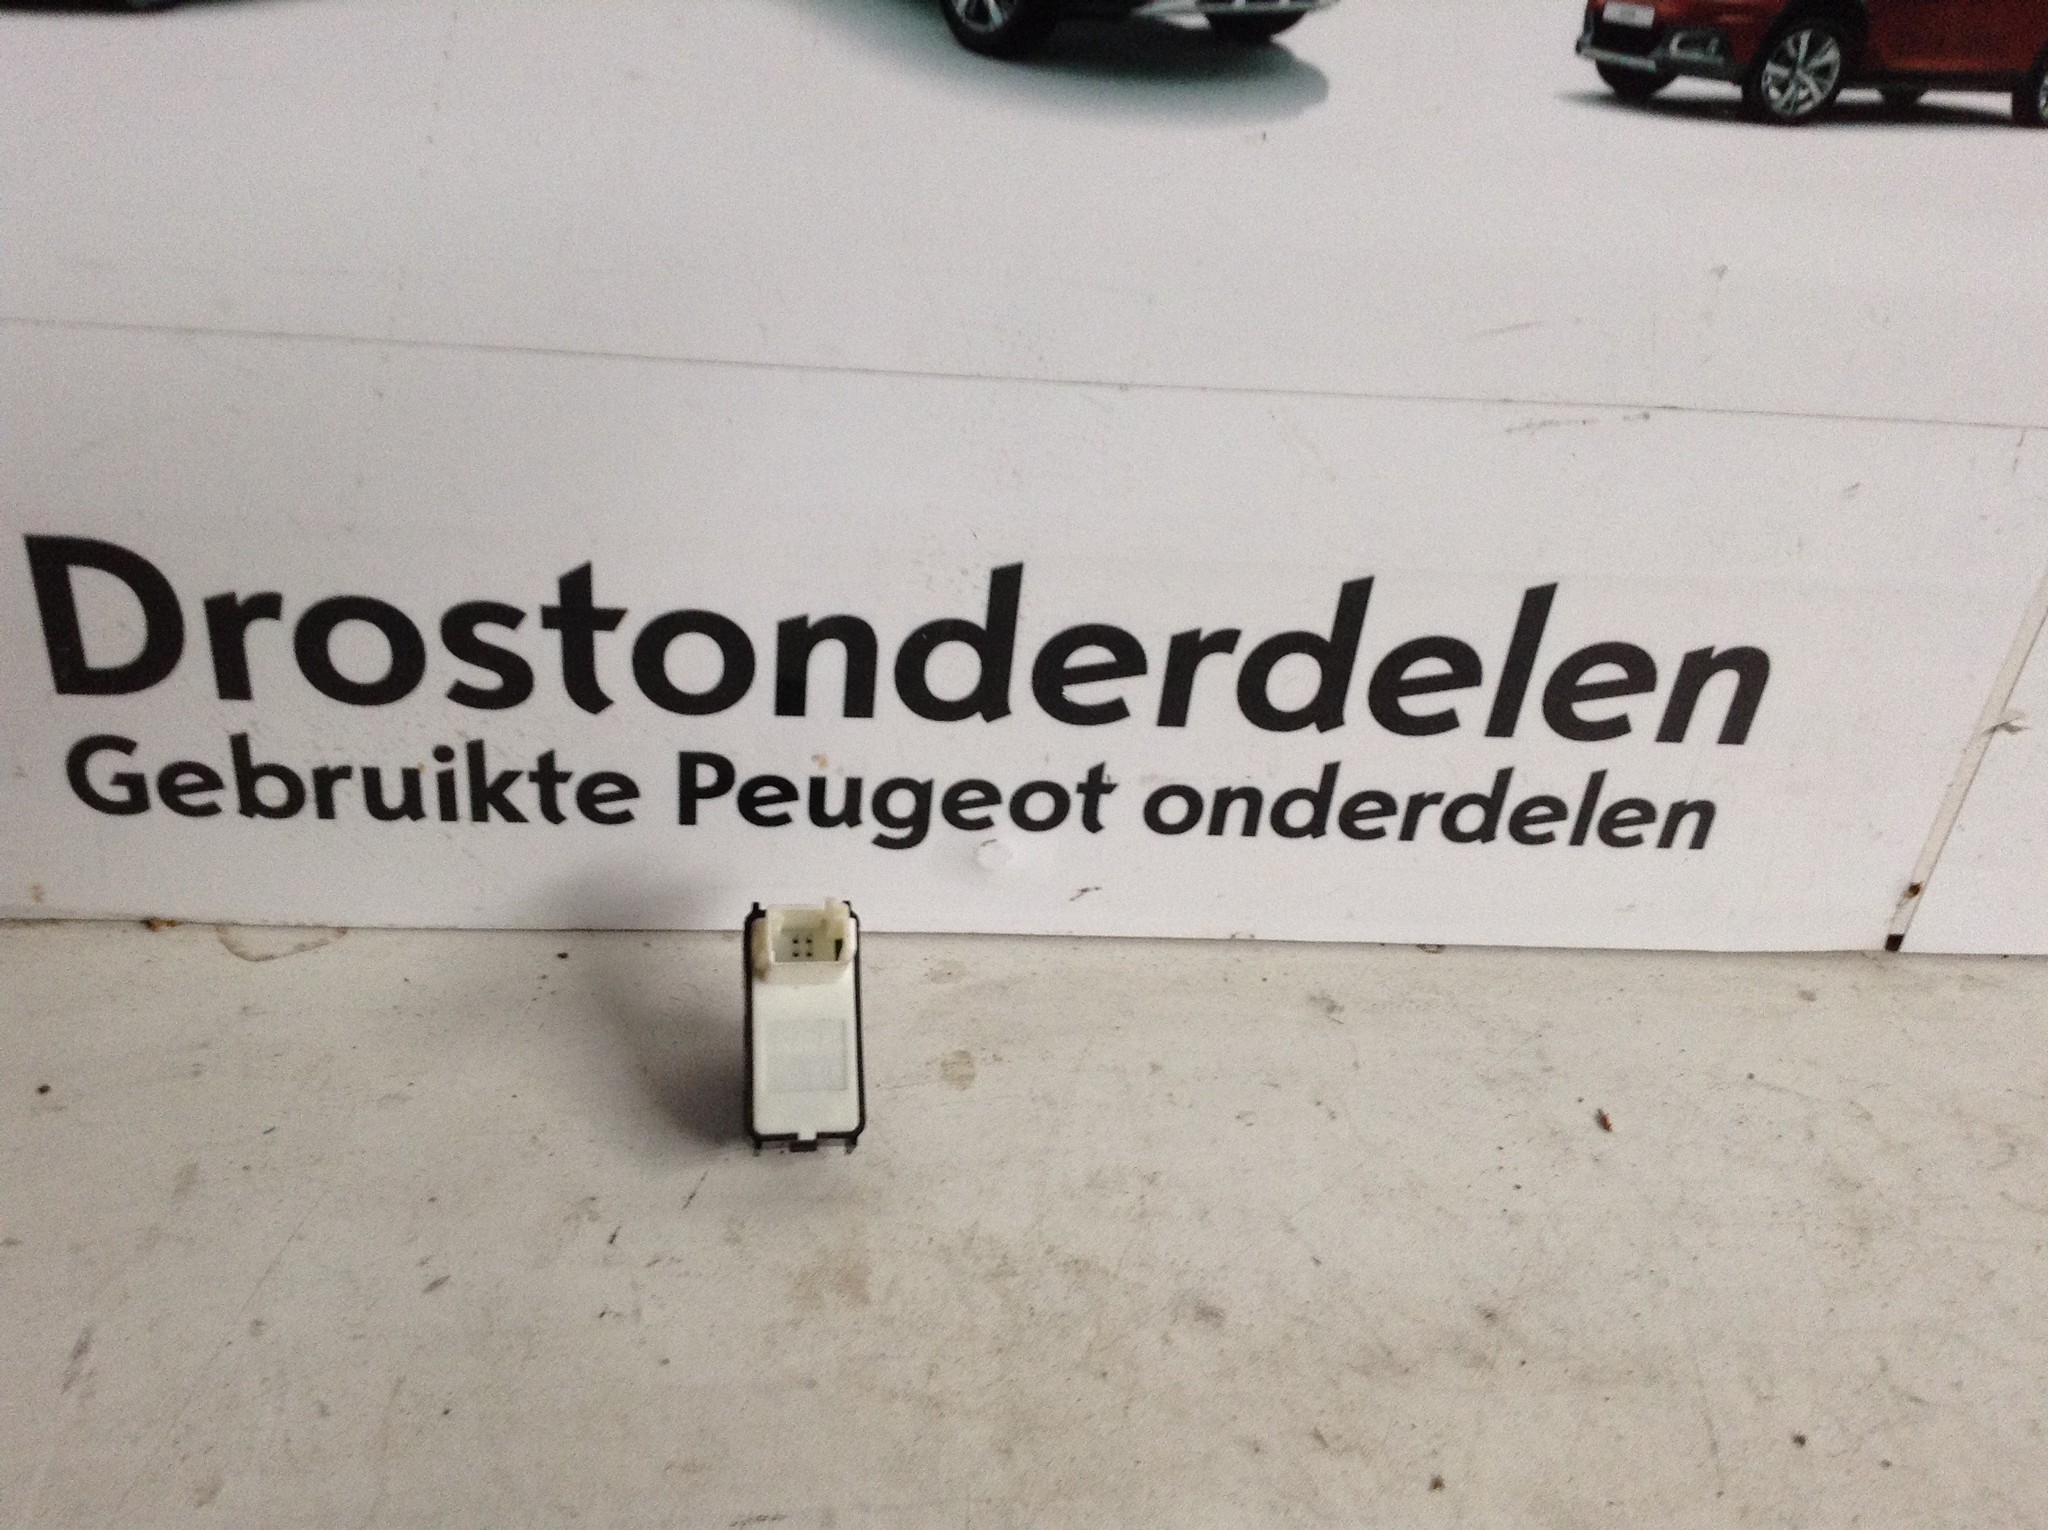 Drostonderdelen
Gebruikte Peugeot onderdelen